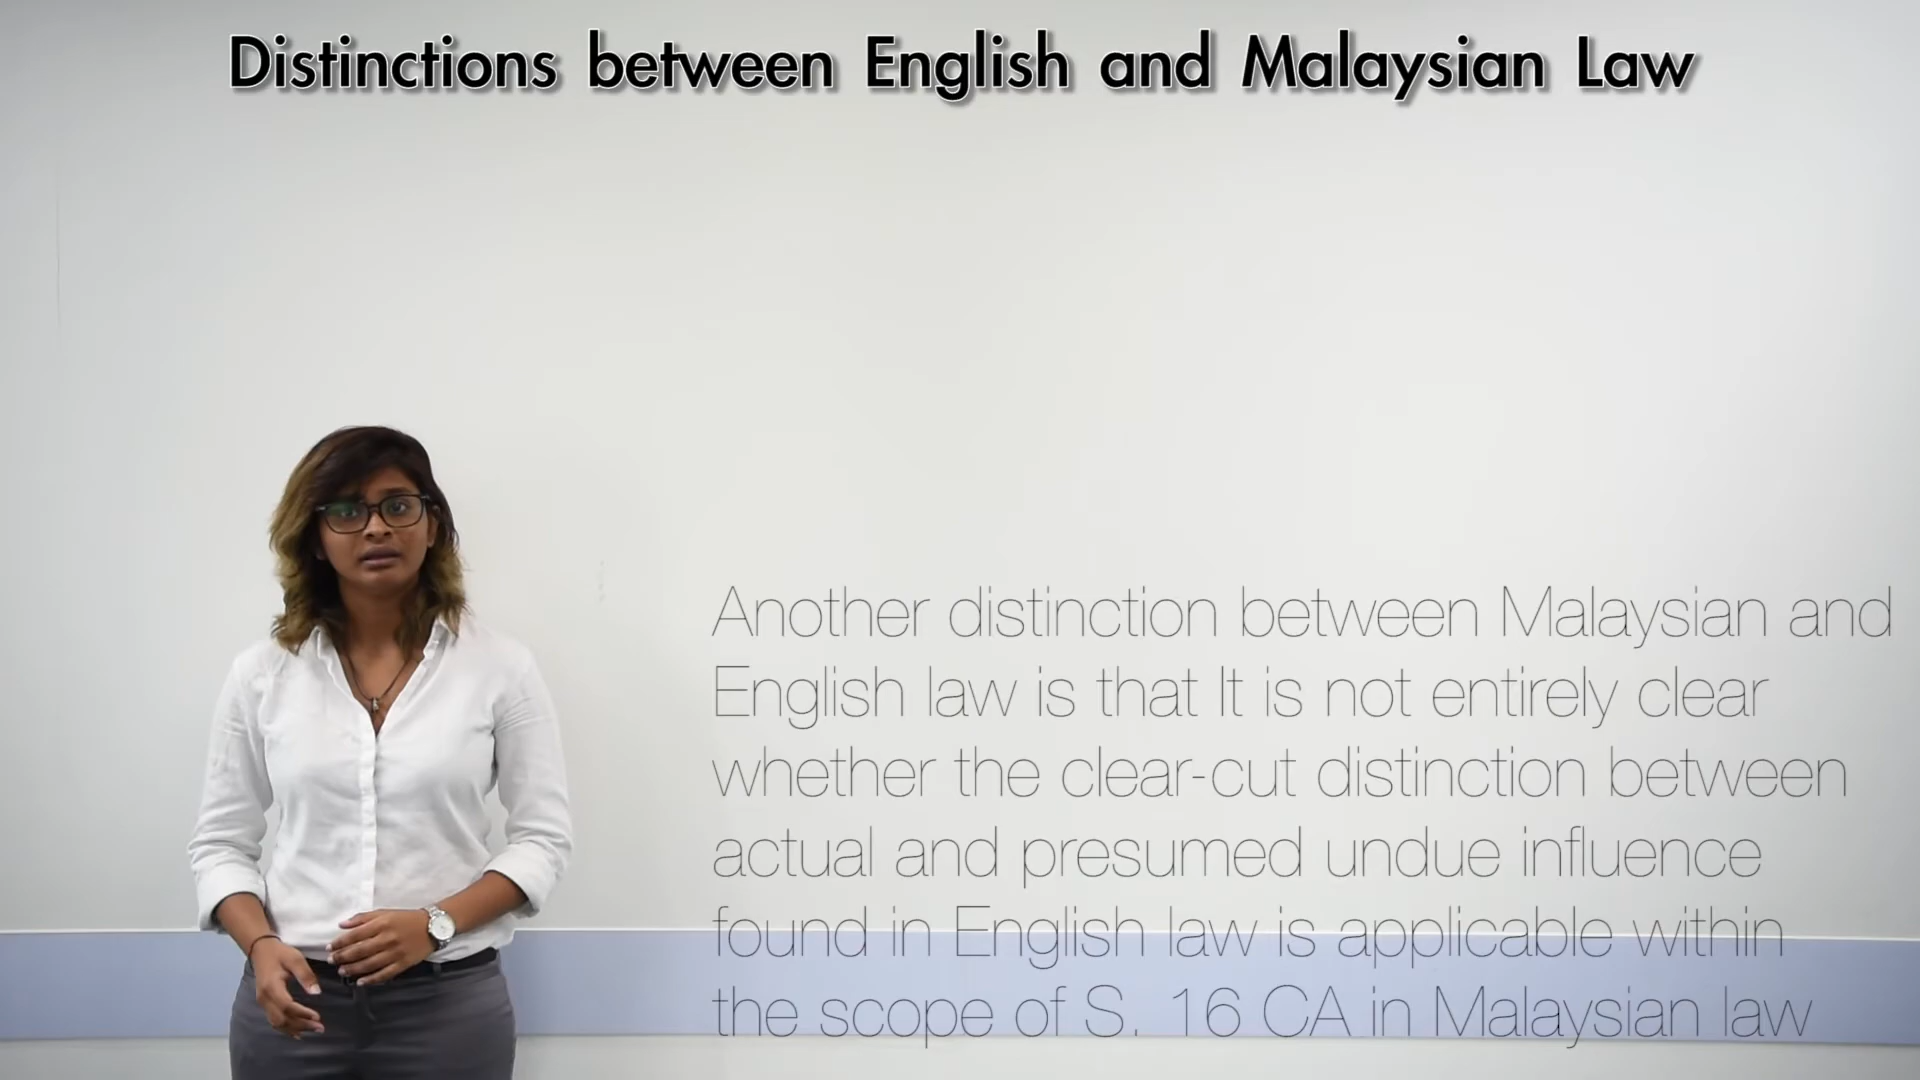 Distinctions between English and Malaysian Law
Another distinction between Malaysian and
English law is that It is not entirely clear
whether the clear-cut distinction between
actual and presumed undue influence
found in English law is applicable within
the scope of S. 16 CA in Malaysian law